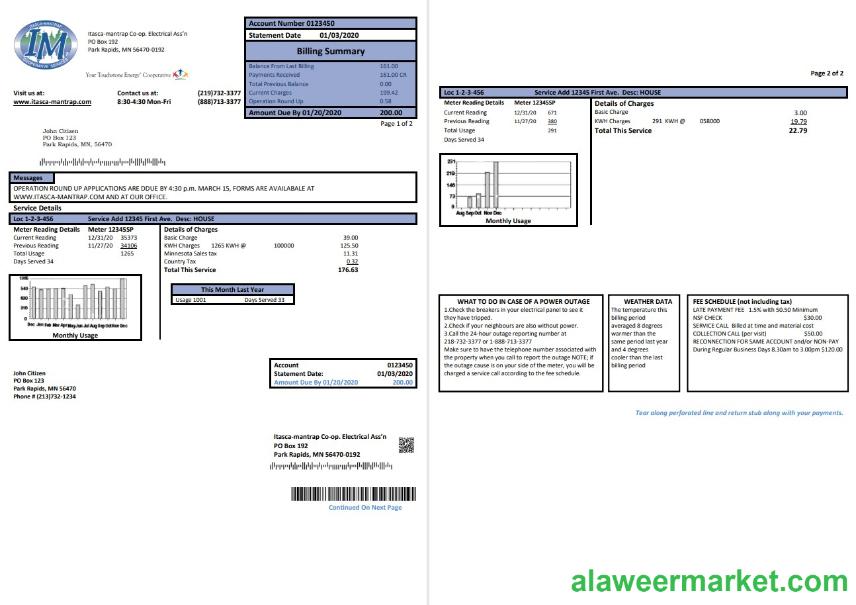 ITASCA-MANTRAP
IM
COOPERATIVE SERVICES
Itasca-mantrap Co-op. Electrical Ass'n
PO Box 192
Park Rapids, MN 56470-0192
Your Touchstone Energy® Cooperative
Visit us at:
www.itasca-mantrap.com
Contact us at:
8:30-4:30 Mon-Fri
(219)732-3377
(888)713-3377
Account Number 0123450
Statement Date 01/03/2020
Billing Summary
Balance From Last Billing 161.00
Payments Received 161.00 CR
Total Previous Balance 0.00
Current Charges 199.42
Operation Round Up 0.58
Amount Due By 01/20/2020 200.00
Page 1 of 2
John Citizen
PO Box 123
Park Rapids, MN, 56470
Messages
OPERATION ROUND UP APPLICATIONS ARE DDUE BY 4:30 p.m. MARCH 15, FORMS ARE AVAILABALE AT
WWW.ITASCA-MANTRAP.COM AND AT OUR OFFICE.
Service Details
Loc 1-2-3-456 Service Add 12345 First Ave. Desc: HOUSE
Meter Reading Details Meter 12345SP
Current Reading 12/31/20 35373
Previous Reading 11/27/20 34106
Total Usage 1265
Days Served 34
Details of Charges
Basic Charge 39.00
KWH Charges 1265 KWH @ 100000 125.50
Minnesota Sales tax 11.31
Country Tax 0.32
Total This Service 176.63
This Month Last Year
Usage 1001 Days Served 33
Monthly Usage
John Citizen
PO Box 123
Park Rapids, MN 56470
Phone # (213)732-1234
Account 0123450
Statement Date: 01/03/2020
Amount Due By 01/20/2020 200.00
Itasca-mantrap Co-op. Electrical Ass'n
PO Box 192
Park Rapids, MN 56470-0192
Continued On Next Page
Page 2 of 2
Loc 1-2-3-456 Service Add 12345 First Ave. Desc: HOUSE
Meter Reading Details Meter 12345SP
Current Reading 12/31/20 671
Previous Reading 11/27/20 380
Total Usage 291
Days Served 34
Details of Charges
Basic Charge 3.00
KWH Charges 291 KWH @ 058000 19.79
Total This Service 22.79
291
219
146
73
0
Aug Sep Oct Nov Dec
Monthly Usage
WHAT TO DO IN CASE OF A POWER OUTAGE
1.Check the breakers in your electrical panel to see it
they have tripped.
2.Check if your neighbours are also without power.
3.Call the 24-hour outage reporting number at
218-732-3377 or 1-888-713-3377
Make sure to have the telephone number associated with
the property when you call to report the outage NOTE; if
the outage cause is on your side of the meter, you will be
charged a service call according to the fee schedule.
WEATHER DATA
The temperature this
billing period
averaged 8 degrees
warmer than the
same period last year
and 4 degrees
cooler than the last
billing period
FEE SCHEDULE (not including tax)
LATE PAYMENT FEE 1.5% with $0.50 Minimum
NSF CHECK $30.00
SERVICE CALL Billed at time and material cost
COLLECTION CALL (per visit) $50.00
RECONNECTION FOR SAME ACCOUNT and/or NON-PAY
During Regular Business Days 8.30am to 3.00pm $120.00
Tear along perforated line and return stub along with your payments.
alaweermarket.com